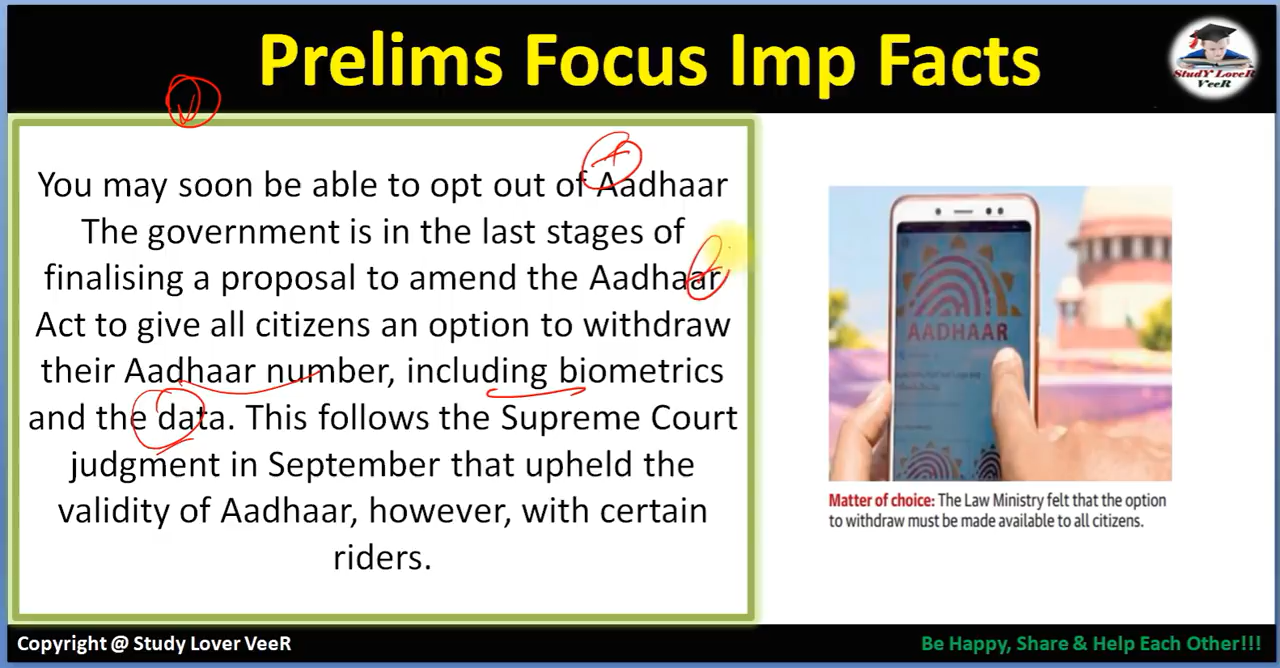 Prelims Focus Imp Facts
StudY LoveR
VeeR
You may soon be able to opt out of Aadhaar
The government is in the last stages of
finalising a proposal to amend the Aadhaar
Act to give all citizens an option to withdraw
their Aadhaar number, including biometrics
and the data. This follows the Supreme Court
judgment in September that upheld the
validity of Aadhaar, however, with certain
riders.
AADHAAR
Matter of choice: The Law Ministry felt that the option
to withdraw must be made available to all citizens.
Copyright @ Study Lover VeeR
Be Happy, Share & Help Each Other!!!